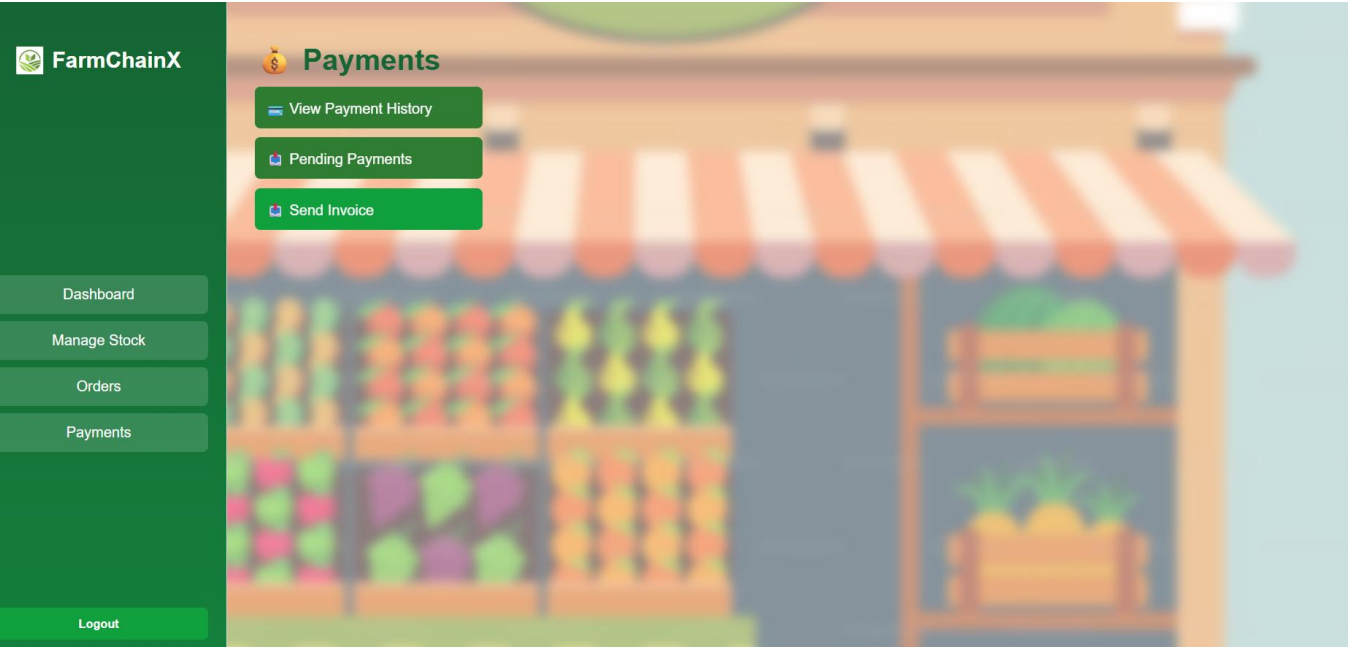 FarmChainX
Payments
View Payment History
Pending Payments
Send Invoice
Dashboard
Manage Stock
Orders
Payments
Logout